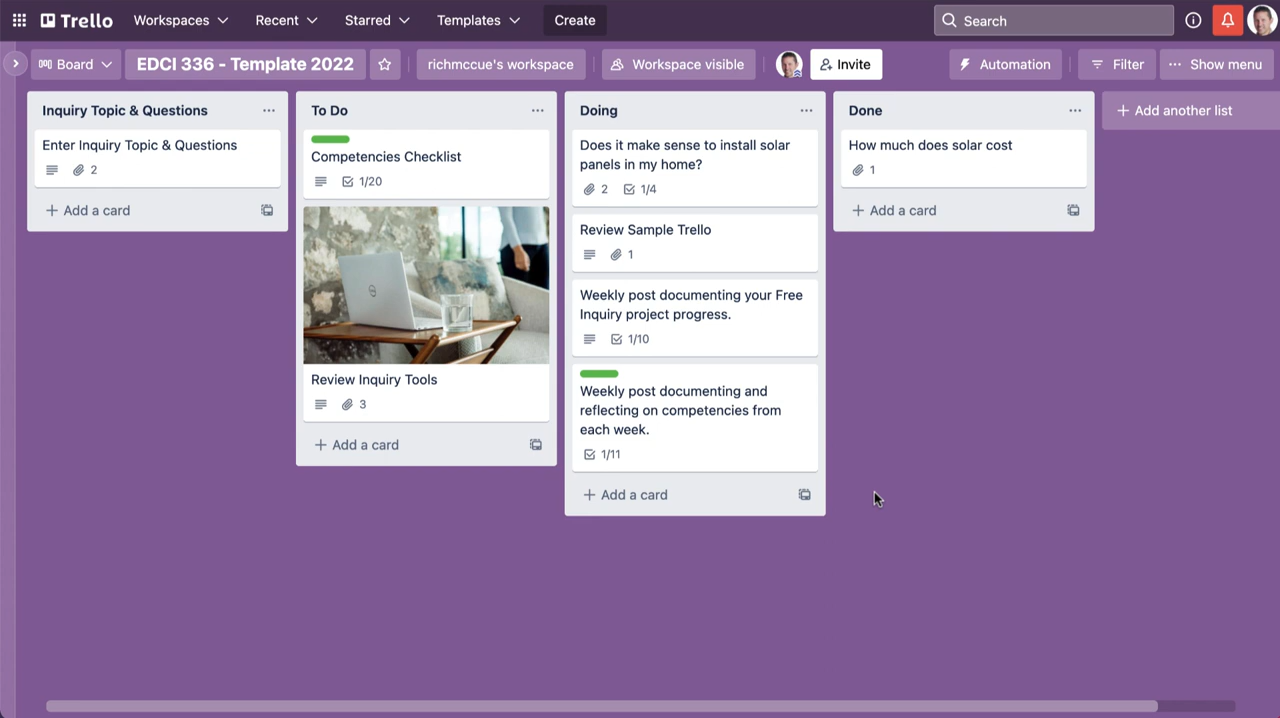 Trello Workspaces Recent Starred Templates Create Search
Board EDCI 336 - Template 2022 richmccue's workspace Workspace visible Invite Automation Filter Show menu
Inquiry Topic & Questions
Enter Inquiry Topic & Questions
2
Add a card
To Do
Competencies Checklist
1/20
Review Inquiry Tools
3
Add a card
Doing
Does it make sense to install solar
panels in my home?
2 1/4
Review Sample Trello
1
Weekly post documenting your Free
Inquiry project progress.
1/10
Weekly post documenting and
reflecting on competencies from
each week.
1/11
Add a card
Done
How much does solar cost
1
Add a card
Add another list